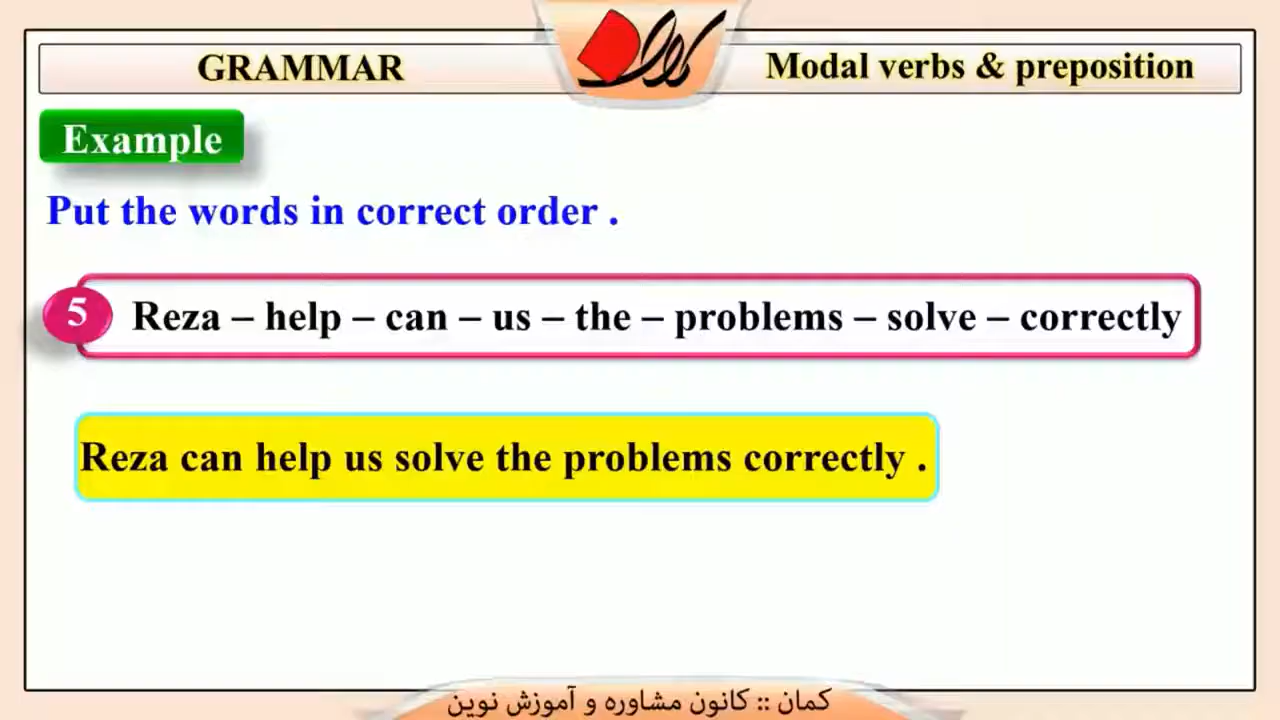 GRAMMAR
کمان
Modal verbs & preposition
Example
Put the words in correct order .
5 Reza – help – can – us – the – problems – solve – correctly
Reza can help us solve the problems correctly .
کمان :: کانون مشاوره و آموزش نوین